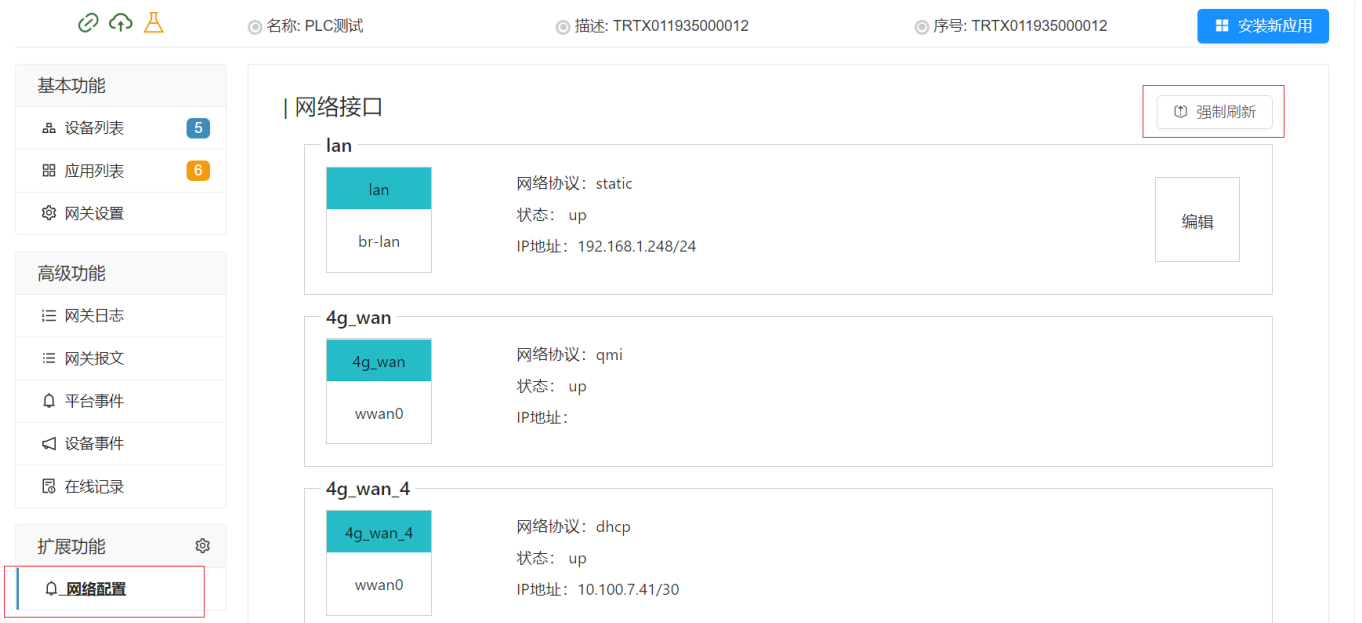 名称: PLC测试
描述: TRTX011935000012
序号: TRTX011935000012
安装新应用
基本功能
设备列表 5
应用列表 6
网关设置
高级功能
网关日志
网关报文
平台事件
设备事件
在线记录
扩展功能
网络配置
| 网络接口
强制刷新
lan
lan
br-lan
网络协议：static
状态： up
IP地址：192.168.1.248/24
编辑
4g_wan
4g_wan
wwan0
网络协议：qmi
状态： up
IP地址：
4g_wan_4
4g_wan_4
wwan0
网络协议：dhcp
状态： up
IP地址：10.100.7.41/30